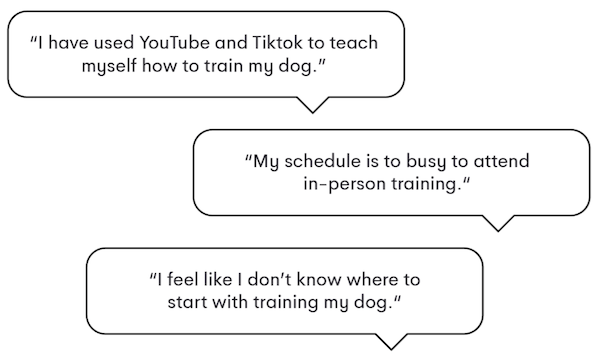 “I have used YouTube and Tiktok to teach
myself how to train my dog.”
“My schedule is to busy to attend
in-person training.“
“I feel like I don’t know where to
start with training my dog.“